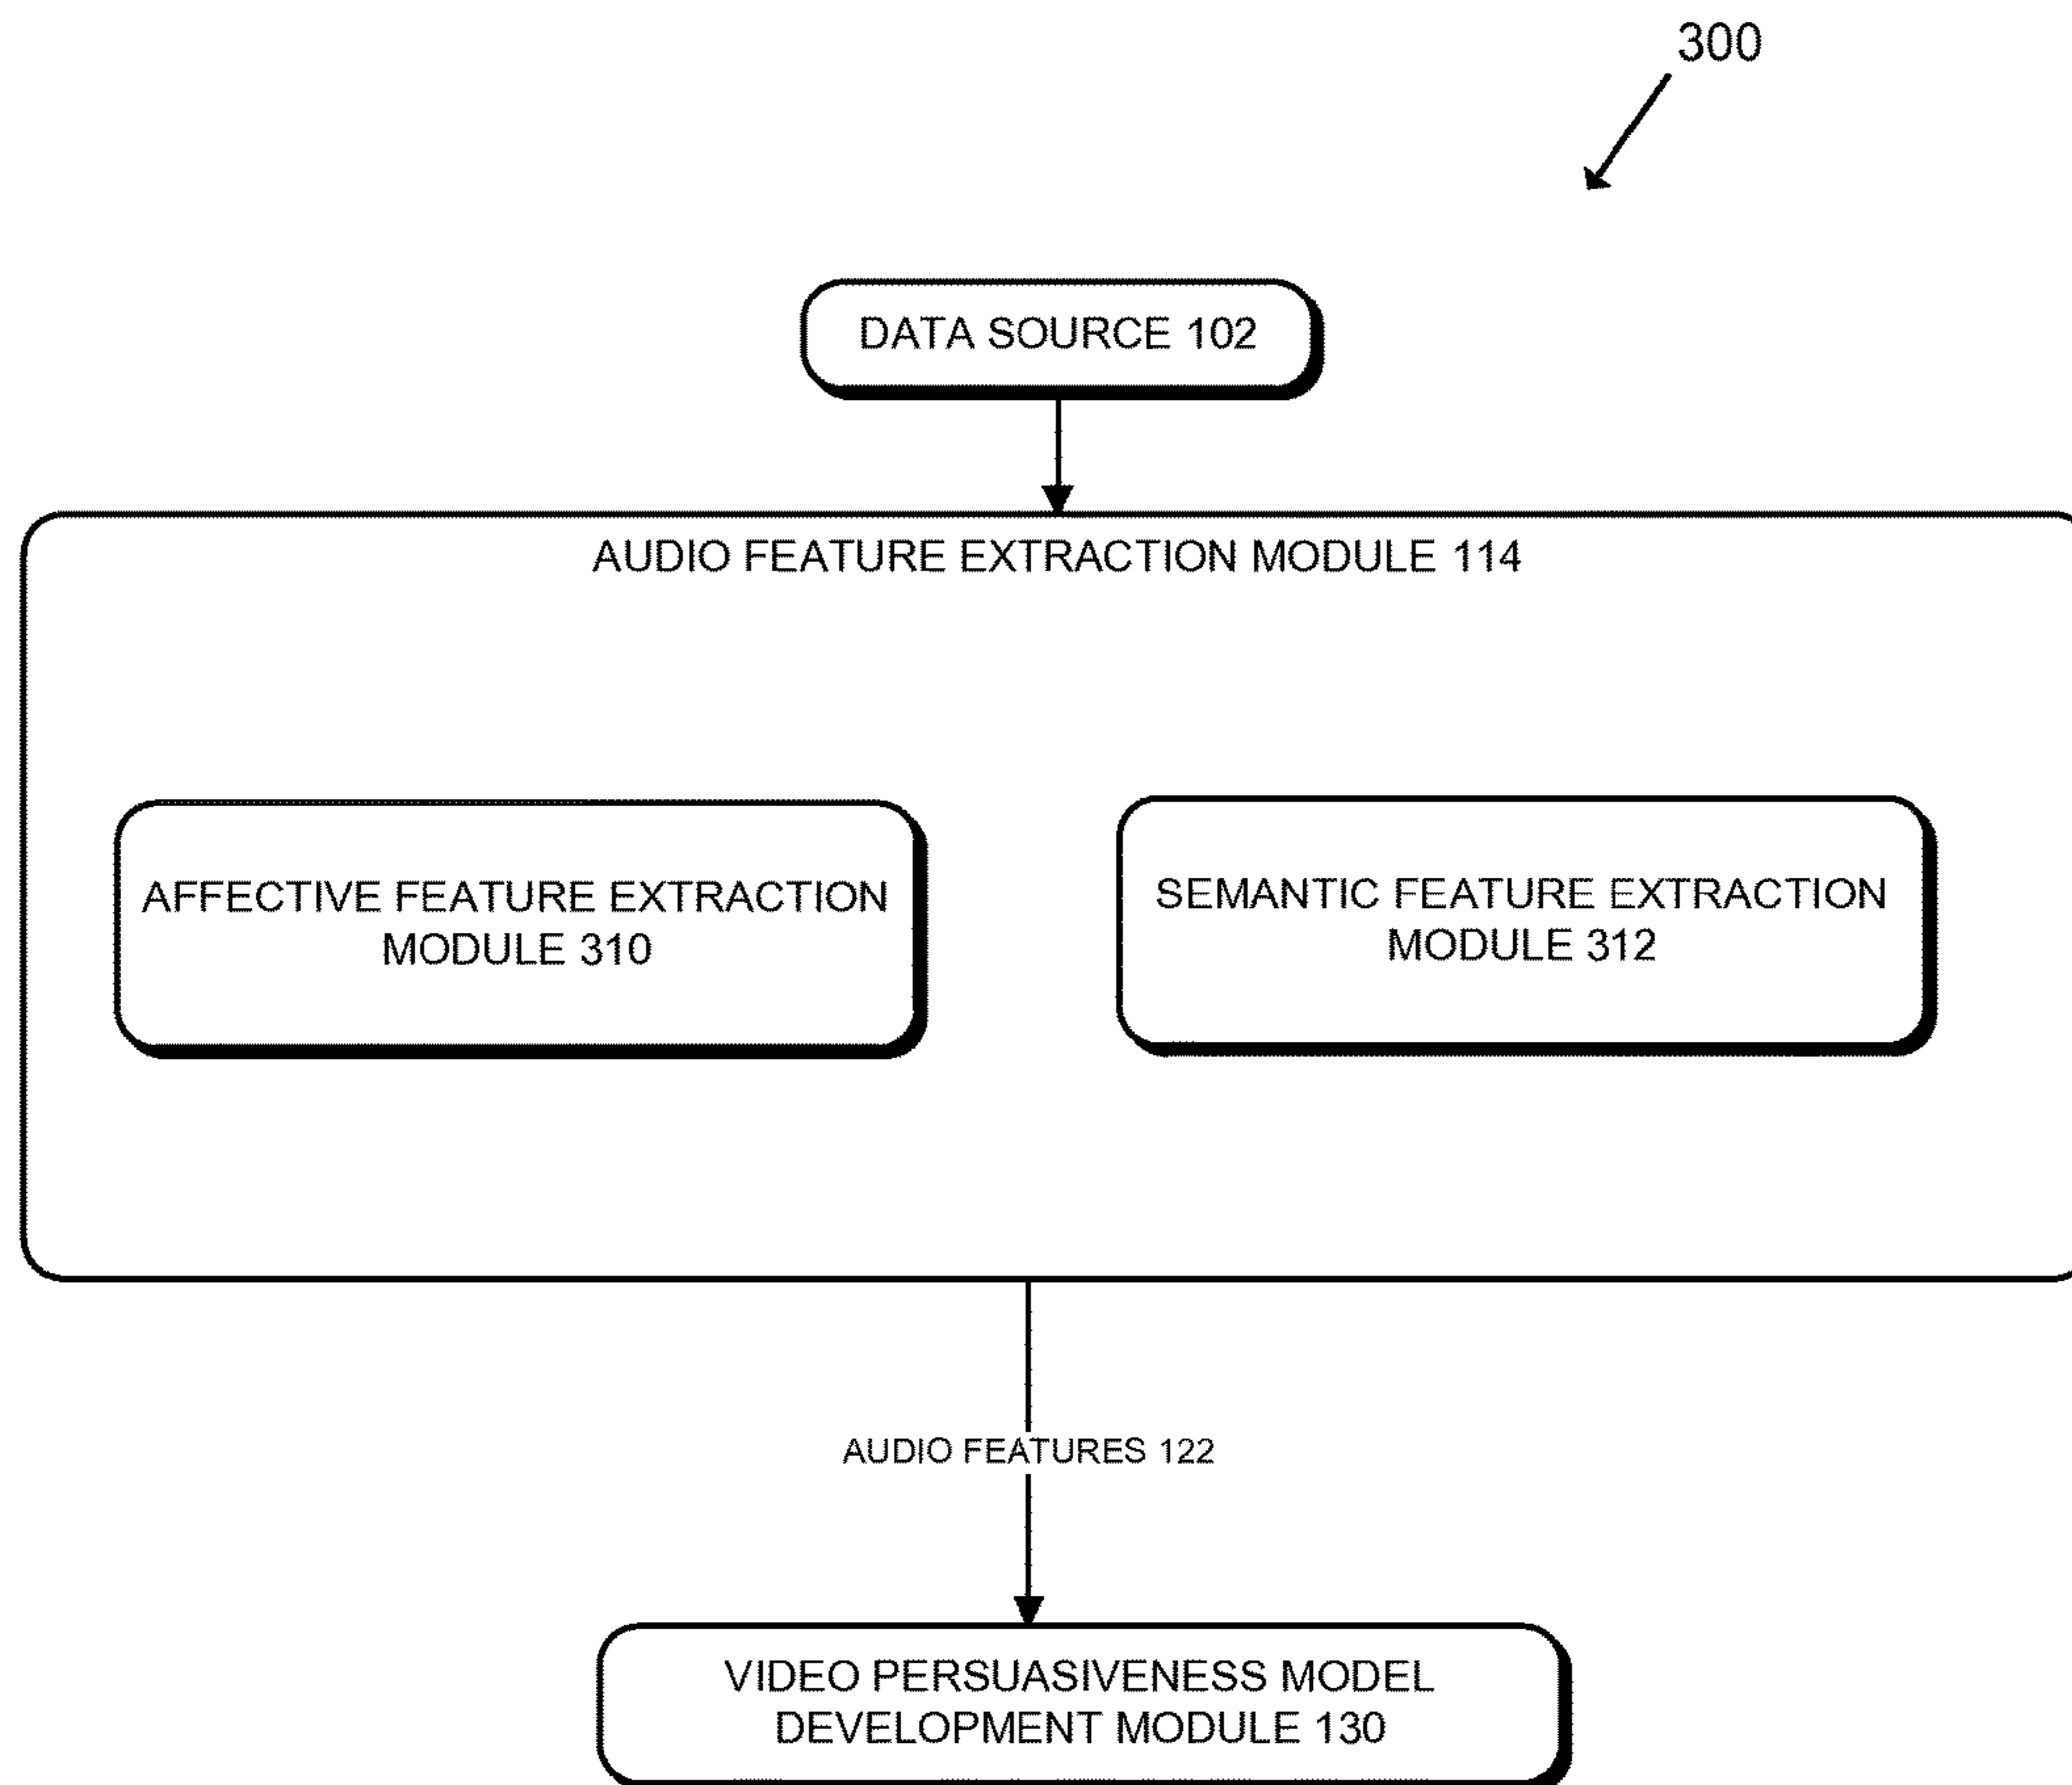 300
DATA SOURCE 102
AUDIO FEATURE EXTRACTION MODULE 114
AFFECTIVE FEATURE EXTRACTION
MODULE 310
SEMANTIC FEATURE EXTRACTION
MODULE 312
AUDIO FEATURES 122
VIDEO PERSUASIVENESS MODEL
DEVELOPMENT MODULE 130